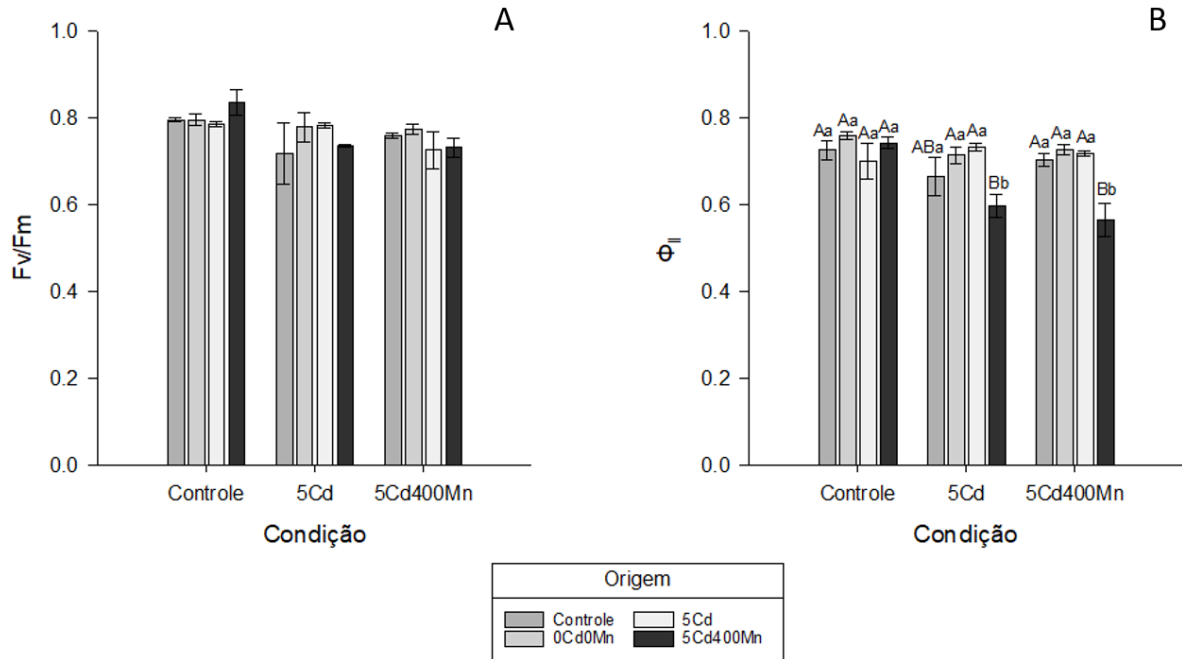 A
1.0
0.8
0.6
0.4
0.2
0.0
Fv/Fm
Controle 5Cd 5Cd400Mn
Condição
B
1.0
0.8
0.6
0.4
0.2
0.0
ΦII
Aa Aa Aa Aa ABa Aa Aa Bb Aa Aa Aa Bb
Controle 5Cd 5Cd400Mn
Condição
Origem
Controle 5Cd
0Cd0Mn 5Cd400Mn